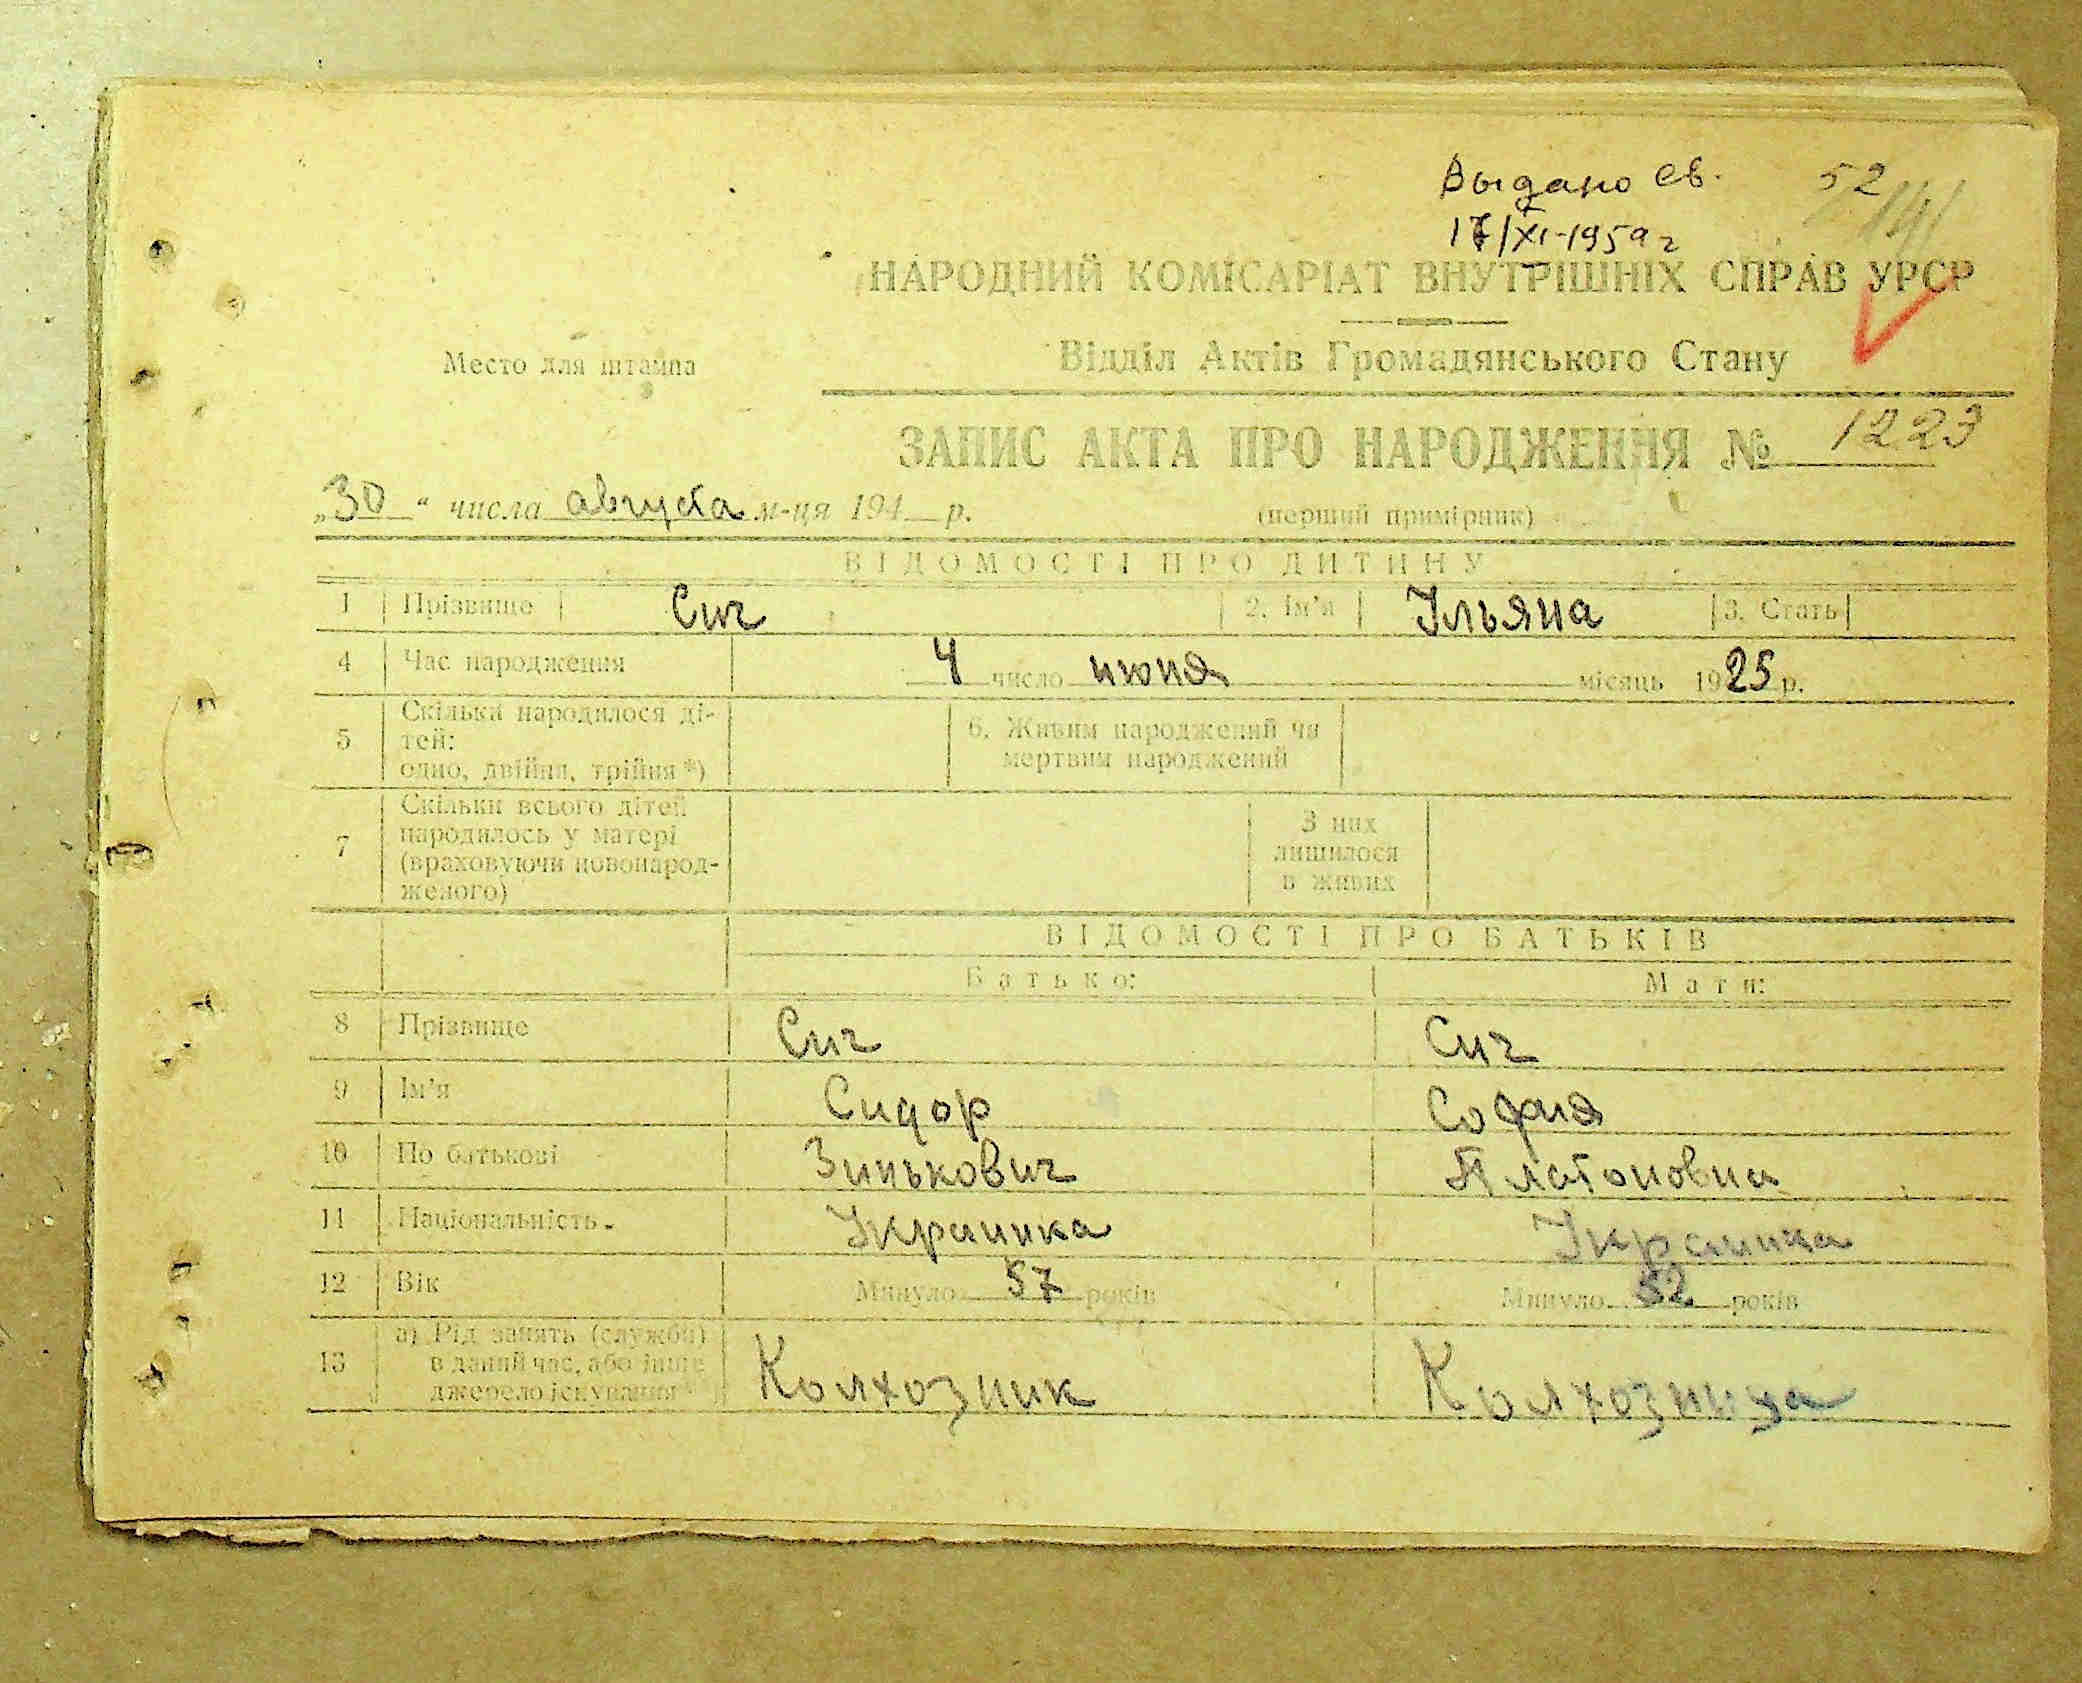 Выдано св. 52
17/XI-1959 г
НАРОДНИЙ КОМІСАРІАТ ВНУТРІШНІХ СПРАВ УРСР
Место для штампа
Відділ Актів Громадянського Стану
ЗАПИС АКТА ПРО НАРОДЖЕННЯ № 1223
„30“ числа августа м-ця 194 р.
(перший примірник)
ВІДОМОСТІ ПРО ДИТИНУ
1 Прізвище Сич 2. Ім'я Ульяна 3. Стать
4 Час народження 4 число июня місяць 1925 р.
5 Скільки народилося ді-
тей:
одно, двійня, трійня *)
6. Живим народжений чи
мертвим народжений
7 Скільки всього дітей
народилось у матері
(враховуючи новонарод-
женого)
З них
лишилося
в живих
ВІДОМОСТІ ПРО БАТЬКІВ
Батько: Мати:
8 Прізвище Сич Сич
9 Ім'я Сидор София
10 По батькові Зинькович Платоновна
11 Національність Украинка Украинка
12 Вік Минуло 57 років Минуло 52 років
13 а) Рід занять (служби)
в даний час, або інше
джерело існування *
Колхозник Колхозница